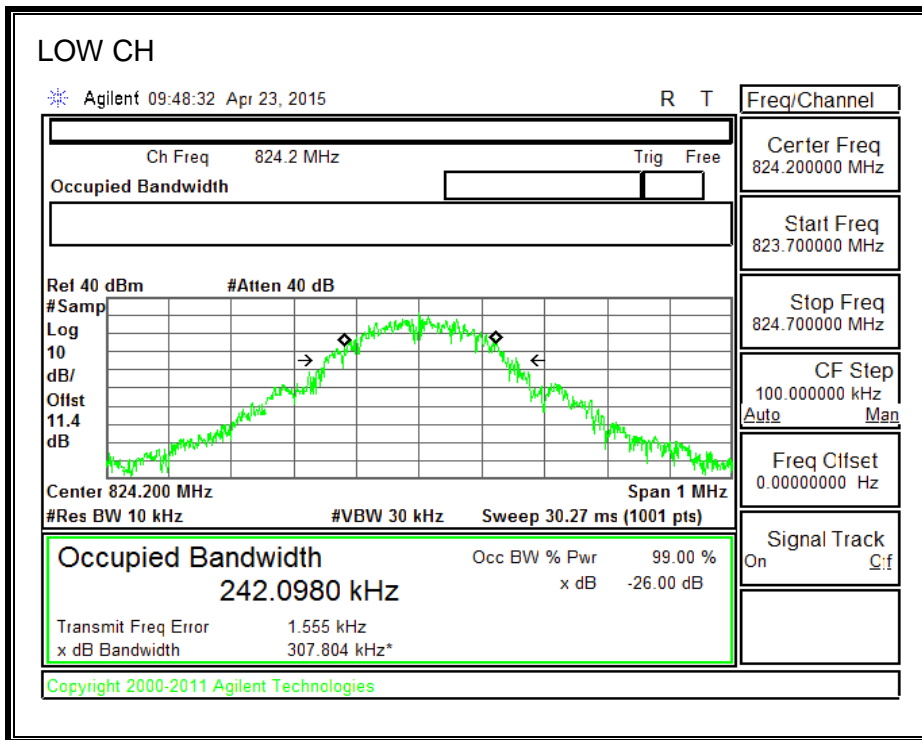 LOW CH
Agilent 09:48:32 Apr 23, 2015 R T
Freq/Channel
Ch Freq 824.2 MHz Trig Free
Occupied Bandwidth
Center Freq
824.200000 MHz
Start Freq
823.700000 MHz
Stop Freq
824.700000 MHz
CF Step
100.000000 kHz
Auto Man
Freq Offset
0.00000000 Hz
Signal Track
On Off
Ref 40 dBm #Atten 40 dB
#Samp
Log
10
dB/
Offst
11.4
dB
Center 824.200 MHz Span 1 MHz
#Res BW 10 kHz #VBW 30 kHz Sweep 30.27 ms (1001 pts)
Occupied Bandwidth
242.0980 kHz
Occ BW % Pwr 99.00 %
x dB -26.00 dB
Transmit Freq Error 1.555 kHz
x dB Bandwidth 307.804 kHz*
Copyright 2000-2011 Agilent Technologies